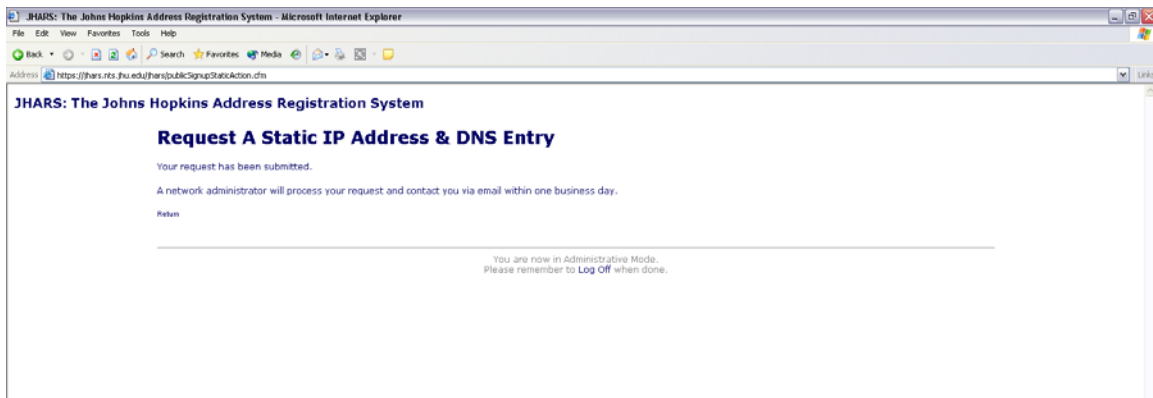 JHARS: The Johns Hopkins Address Registration System - Microsoft Internet Explorer
File Edit View Favorites Tools Help
Back Search Favorites Media
Address https://jhars.nts.jhu.edu/jhars/publicSignupStaticAction.cfm Links
JHARS: The Johns Hopkins Address Registration System
Request A Static IP Address & DNS Entry
Your request has been submitted.
A network administrator will process your request and contact you via email within one business day.
Return
You are now in Administrative Mode.
Please remember to Log Off when done.